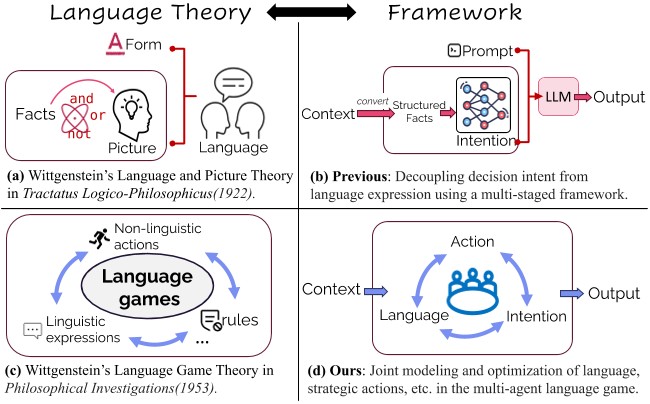 Language Theory
Framework
A Form
Facts
and
or
not
Picture
Language
(a) Wittgenstein's Language and Picture Theory
in Tractatus Logico-Philosophicus(1922).
Prompt
Context
convert
Structured
Facts
Intention
LLM
Output
(b) Previous: Decoupling decision intent from
language expression using a multi-staged framework.
Non-linguistic
actions
Language
games
Linguistic
expressions
rules
...
(c) Wittgenstein's Language Game Theory in
Philosophical Investigations(1953).
Action
Context
Language
Intention
Output
(d) Ours: Joint modeling and optimization of language,
strategic actions, etc. in the multi-agent language game.